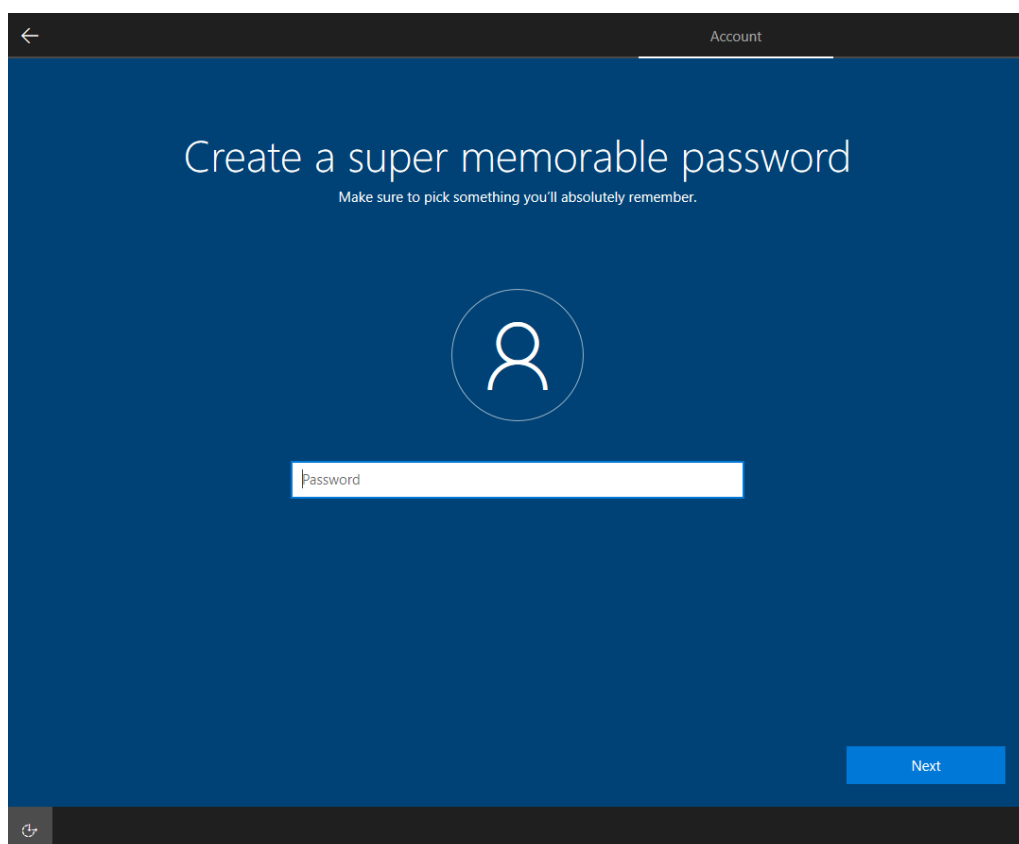 Account
Create a super memorable password
Make sure to pick something you'll absolutely remember.
Password
Next